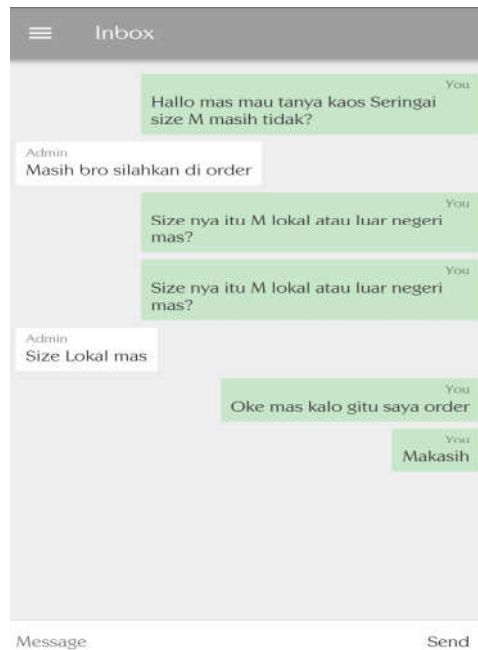 Inbox
You
Hallo mas mau tanya kaos Seringai
size M masih tidak?
Admin
Masih bro silahkan di order
You
Size nya itu M lokal atau luar negeri
mas?
You
Size nya itu M lokal atau luar negeri
mas?
Admin
Size Lokal mas
You
Oke mas kalo gitu saya order
You
Makasih
Message Send